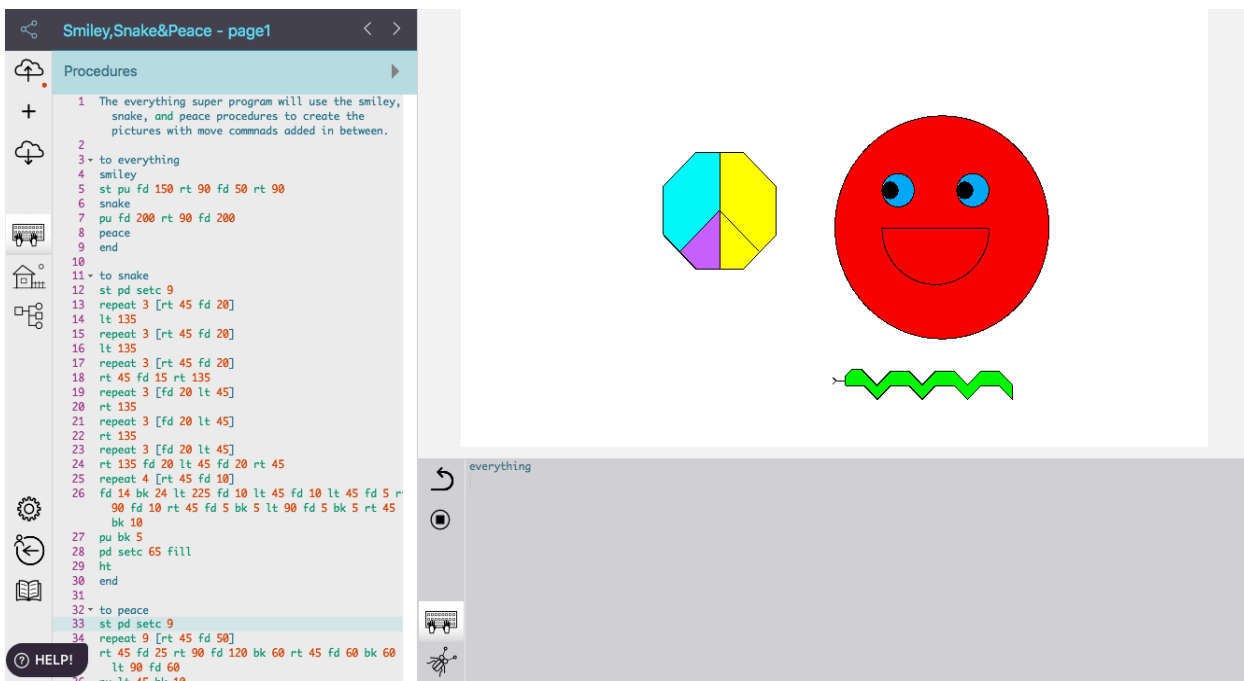 Smiley,Snake&Peace - page1
Procedures
1 The everything super program will use the smiley,
snake, and peace procedures to create the
pictures with move commnads added in between.
2
3 to everything
4 smiley
5 st pu fd 150 rt 90 fd 50 rt 90
6 snake
7 pu fd 200 rt 90 fd 200
8 peace
9 end
10
11 to snake
12 st pd setc 9
13 repeat 3 [rt 45 fd 20]
14 lt 135
15 repeat 3 [rt 45 fd 20]
16 lt 135
17 repeat 3 [rt 45 fd 20]
18 rt 45 fd 15 rt 135
19 repeat 3 [fd 20 lt 45]
20 rt 135
21 repeat 3 [fd 20 lt 45]
22 rt 135
23 repeat 3 [fd 20 lt 45]
24 rt 135 fd 20 lt 45 fd 20 rt 45
25 repeat 4 [rt 45 fd 10]
26 fd 14 bk 24 lt 225 fd 10 lt 45 fd 10 lt 45 fd 5 r
90 fd 10 rt 45 fd 5 bk 5 lt 90 fd 5 bk 5 rt 45
bk 10
27 pu bk 5
28 pd setc 65 fill
29 ht
30 end
31
32 to peace
33 st pd setc 9
34 repeat 9 [rt 45 fd 50]
rt 45 fd 25 rt 90 fd 120 bk 60 rt 45 fd 60 bk 60
lt 90 fd 60
pu lt 45 bk 10
HELP!
everything